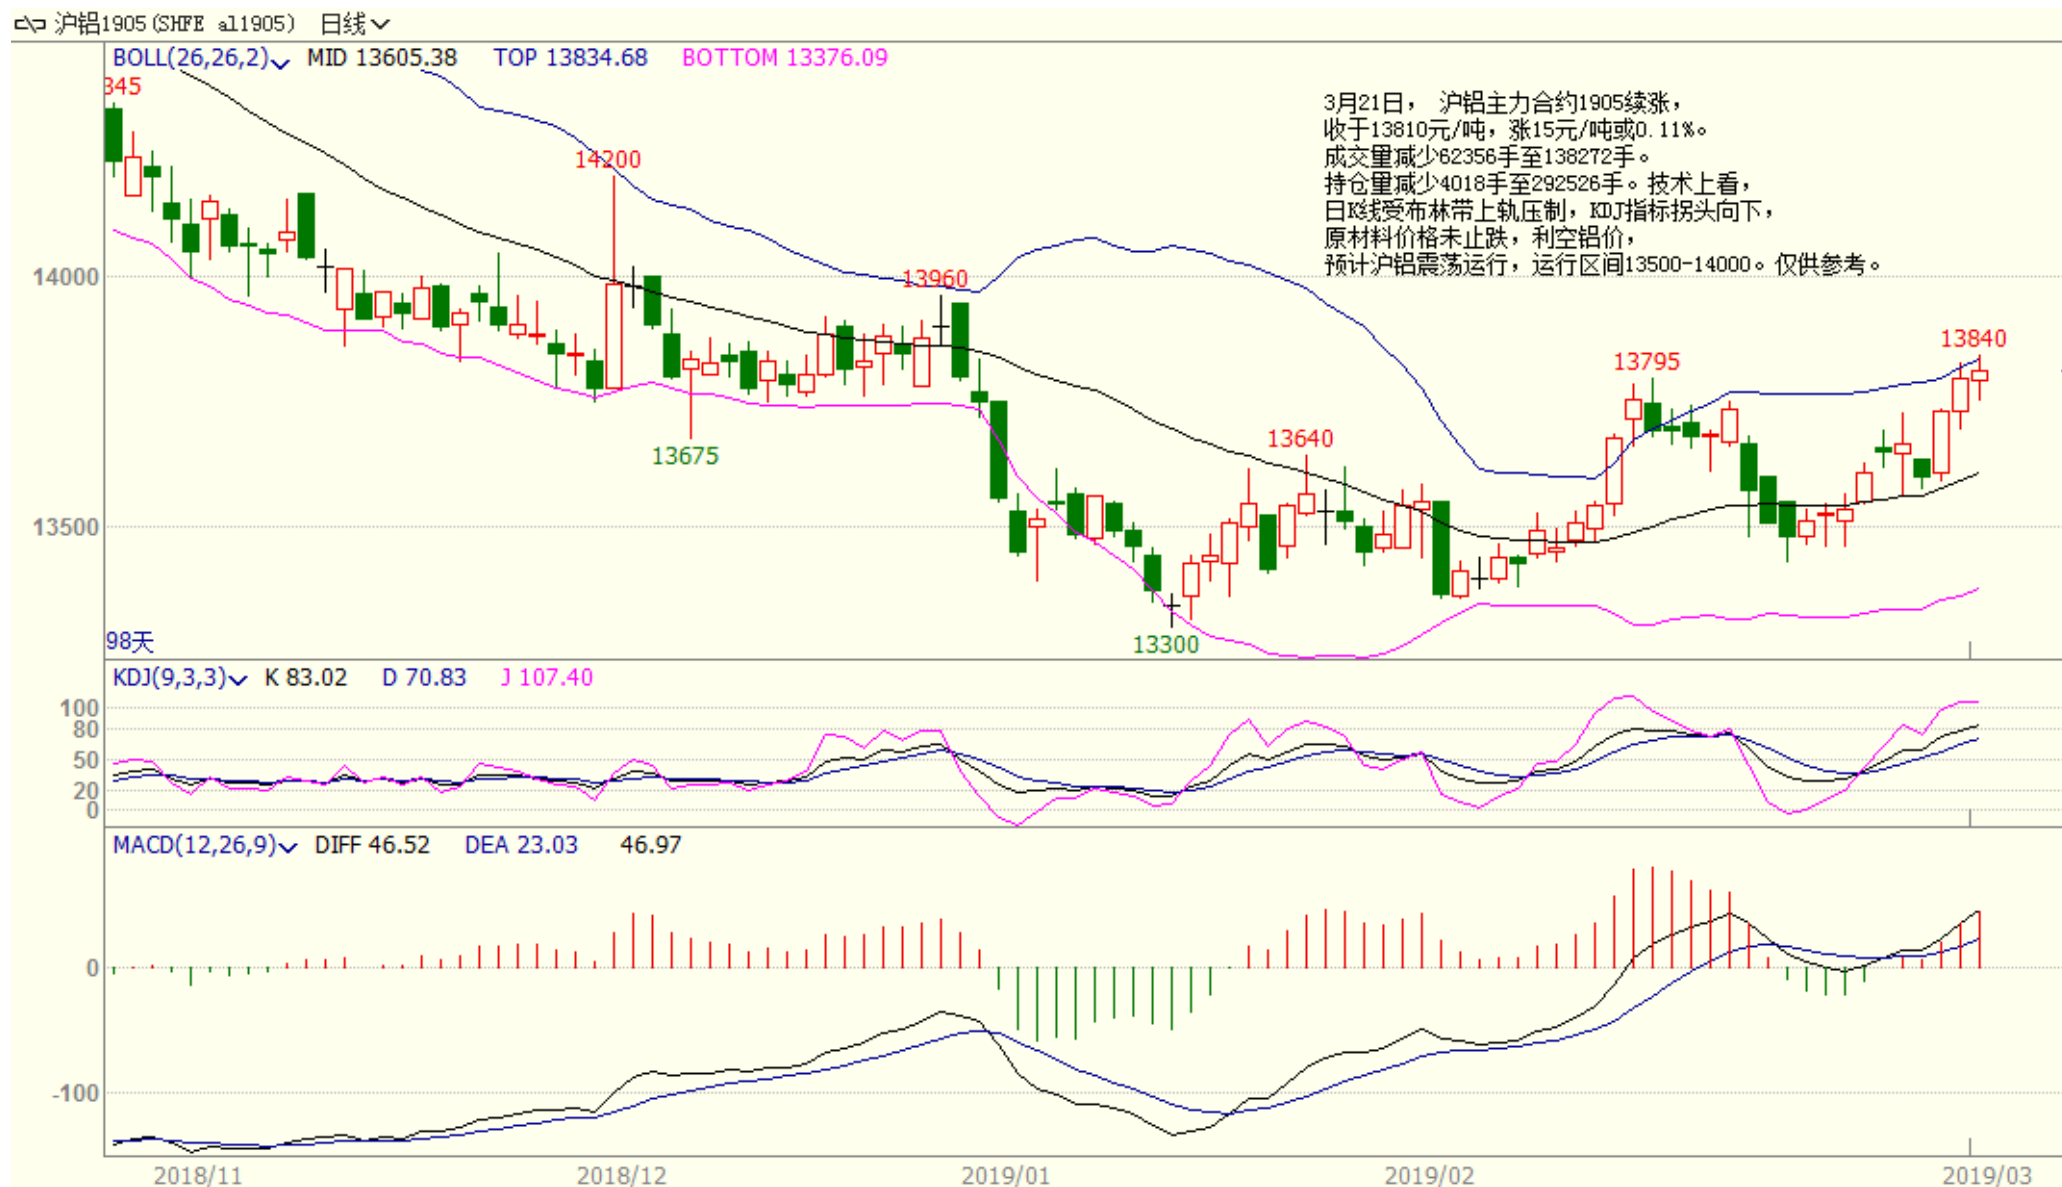 沪铝1905(SHFE al1905) 日线
BOLL(26,26,2) MID 13605.38 TOP 13834.68 BOTTOM 13376.09
345
3月21日， 沪铝主力合约1905续涨，
收于13810元/吨，涨15元/吨或0.11%。
成交量减少62356手至138272手。
持仓量减少4018手至292526手。技术上看，
日K线受布林带上轨压制，KDJ指标拐头向下，
原材料价格未止跌，利空铝价，
预计沪铝震荡运行，运行区间13500-14000。仅供参考。
14200
14000
13960
13840
13795
13675
13640
13500
13300
98天
KDJ(9,3,3) K 83.02 D 70.83 J 107.40
100
80
50
20
0
MACD(12,26,9) DIFF 46.52 DEA 23.03 46.97
0
-100
2018/11 2018/12 2019/01 2019/02 2019/03